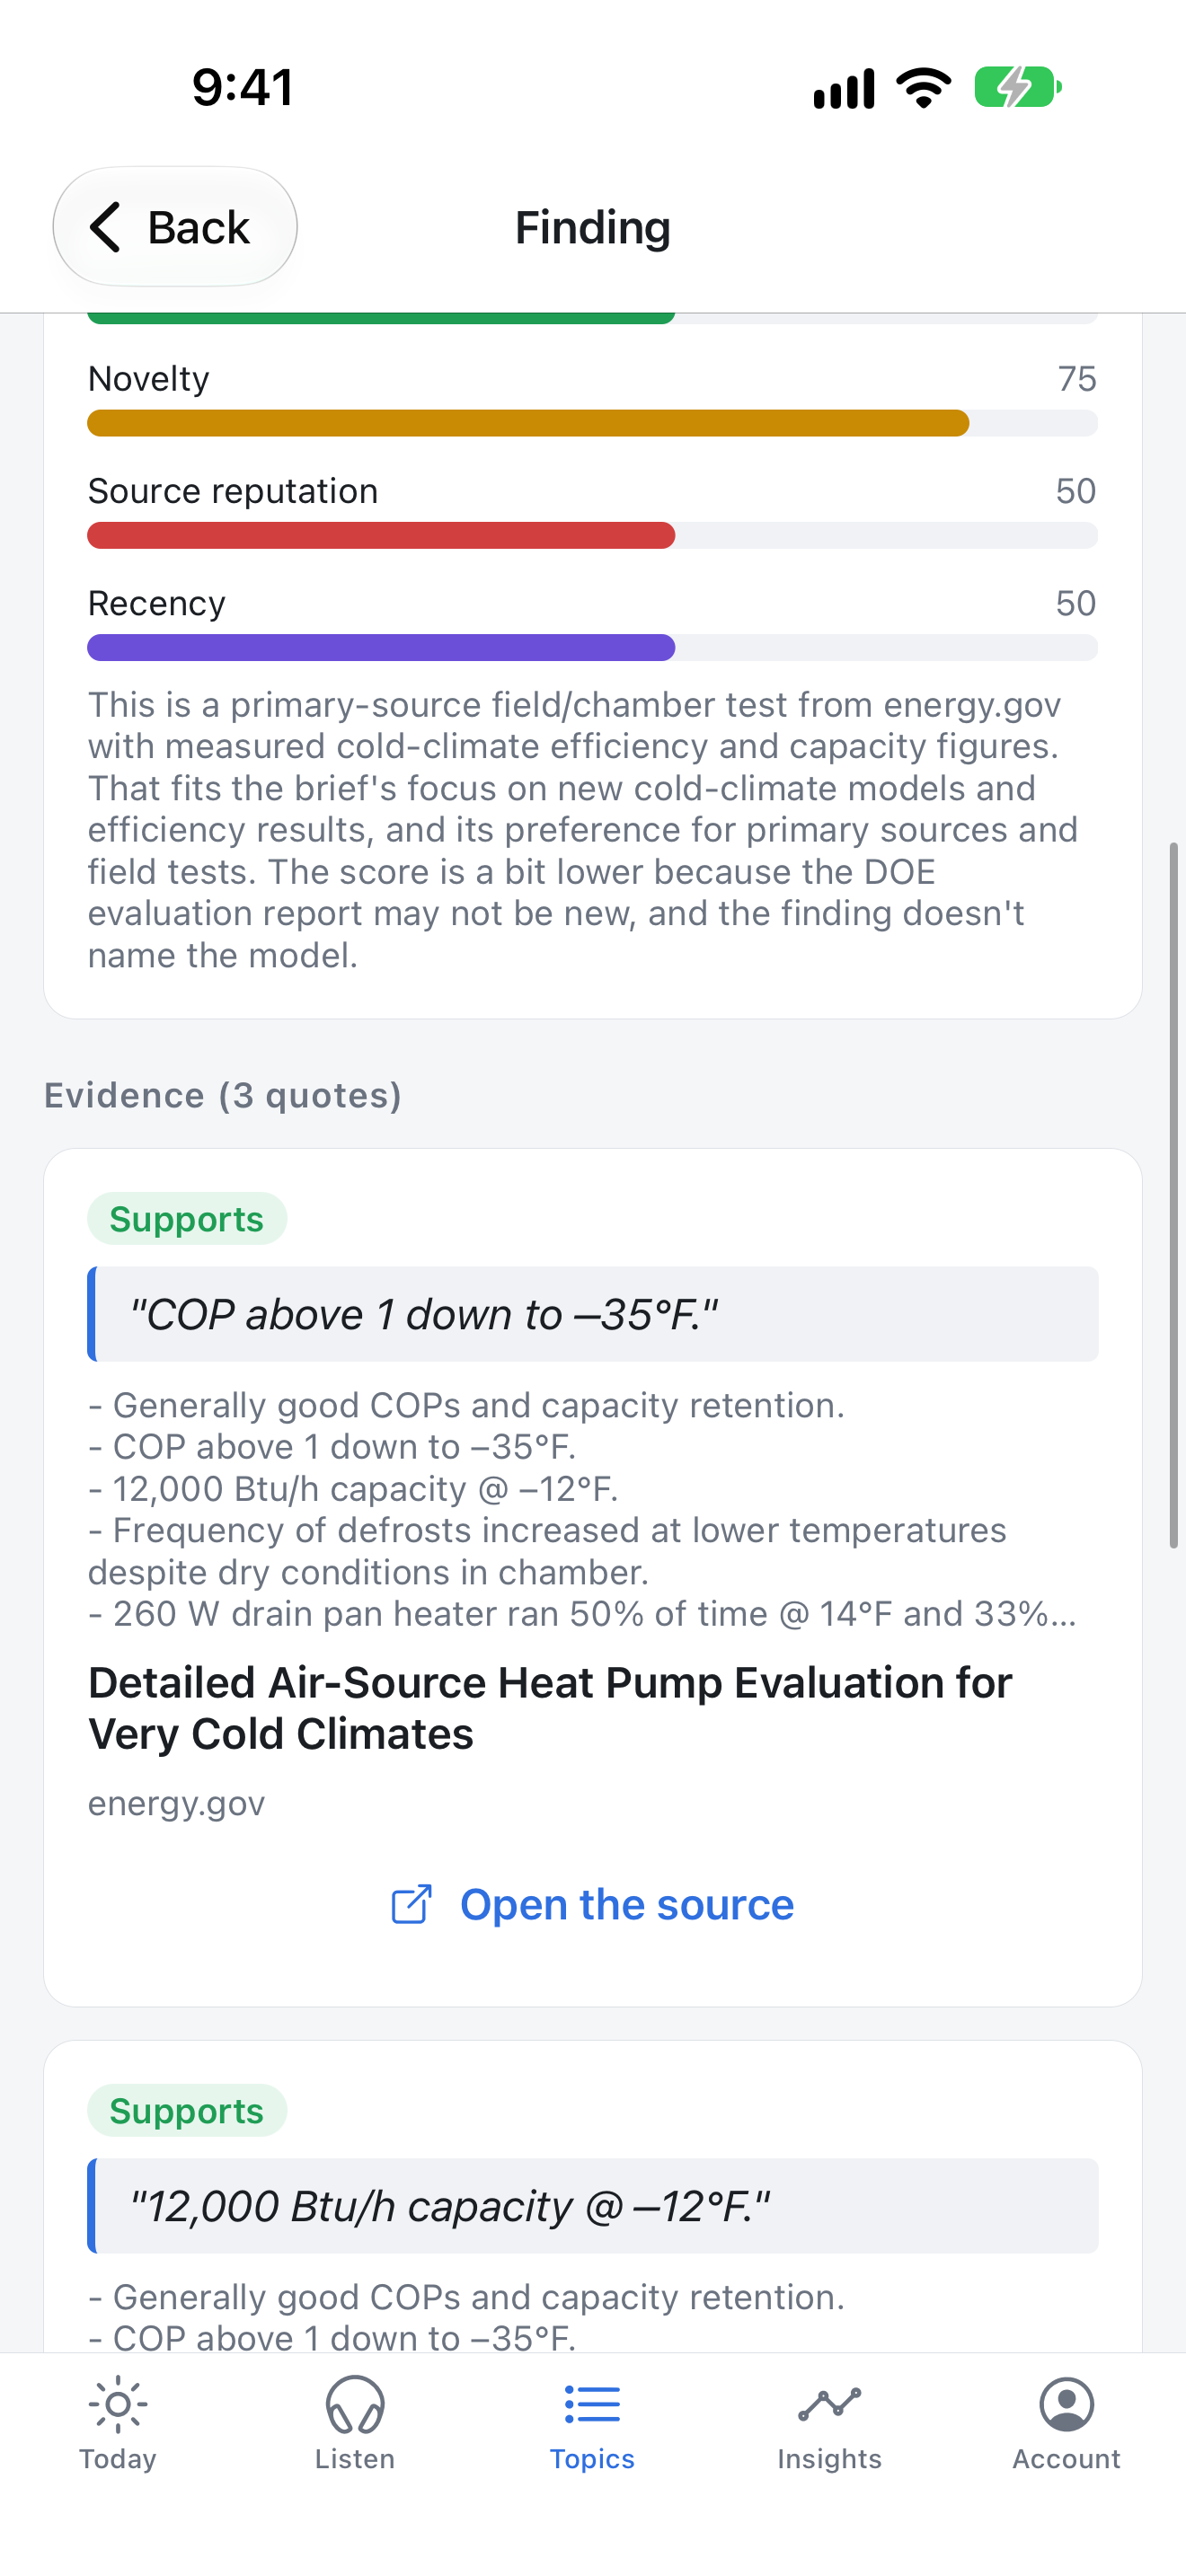 9:41
Back
Finding
Novelty
75
Source reputation
50
Recency
50
This is a primary-source field/chamber test from energy.gov
with measured cold-climate efficiency and capacity figures.
That fits the brief's focus on new cold-climate models and
efficiency results, and its preference for primary sources and
field tests. The score is a bit lower because the DOE
evaluation report may not be new, and the finding doesn't
name the model.
Evidence (3 quotes)
Supports
"COP above 1 down to –35°F."
- Generally good COPs and capacity retention.
- COP above 1 down to –35°F.
- 12,000 Btu/h capacity @ –12°F.
- Frequency of defrosts increased at lower temperatures
despite dry conditions in chamber.
- 260 W drain pan heater ran 50% of time @ 14°F and 33%...
Detailed Air-Source Heat Pump Evaluation for
Very Cold Climates
energy.gov
Open the source
Supports
"12,000 Btu/h capacity @ –12°F."
- Generally good COPs and capacity retention.
- COP above 1 down to –35°F.
Today
Listen
Topics
Insights
Account